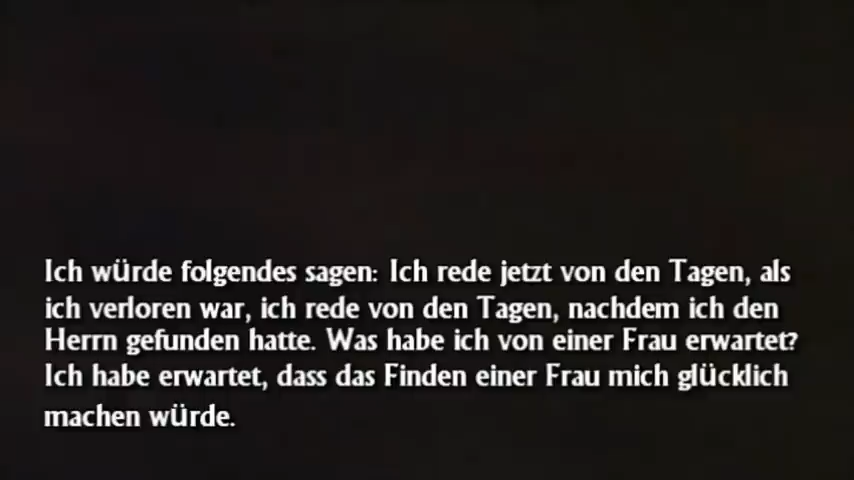 Ich würde folgendes sagen: Ich rede jetzt von den Tagen, als
ich verloren war, ich rede von den Tagen, nachdem ich den
Herrn gefunden hatte. Was habe ich von einer Frau erwartet?
Ich habe erwartet, dass das Finden einer Frau mich glücklich
machen würde.